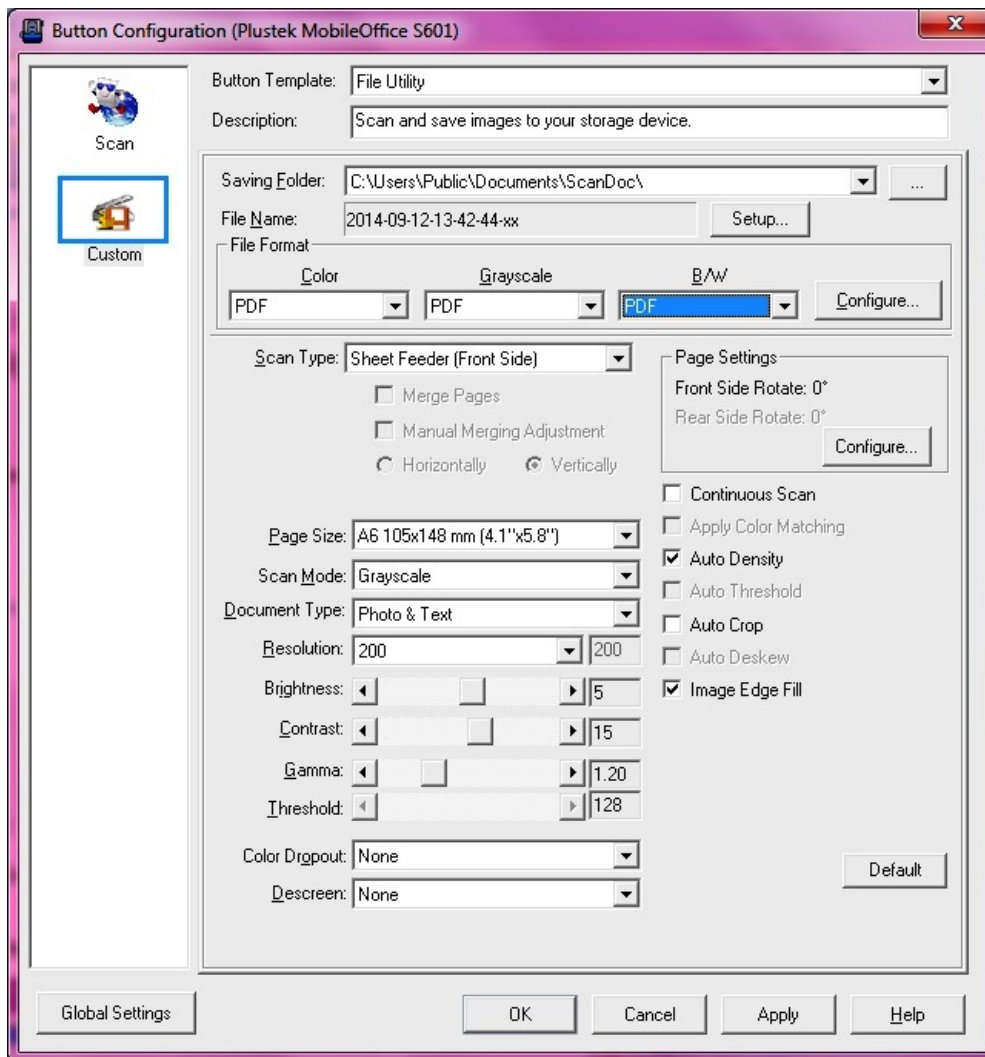 Button Configuration (Plustek MobileOffice S601)
Scan
Custom
Button Template: File Utility
Description: Scan and save images to your storage device.
Saving Folder: C:\Users\Public\Documents\ScanDoc\ ...
File Name: 2014-09-12-13-42-44-xx Setup...
File Format
Color Grayscale B/W
PDF PDF PDF Configure...
Scan Type: Sheet Feeder (Front Side)
Merge Pages
Manual Merging Adjustment
Horizontally Vertically
Page Settings
Front Side Rotate: 0°
Rear Side Rotate: 0°
Configure...
Page Size: A6 105x148 mm (4.1"x5.8")
Scan Mode: Grayscale
Document Type: Photo & Text
Resolution: 200 200
Brightness: 5
Contrast: 15
Gamma: 1.20
Threshold: 128
Color Dropout: None
Descreen: None
Continuous Scan
Apply Color Matching
Auto Density
Auto Threshold
Auto Crop
Auto Deskew
Image Edge Fill
Default
Global Settings OK Cancel Apply Help